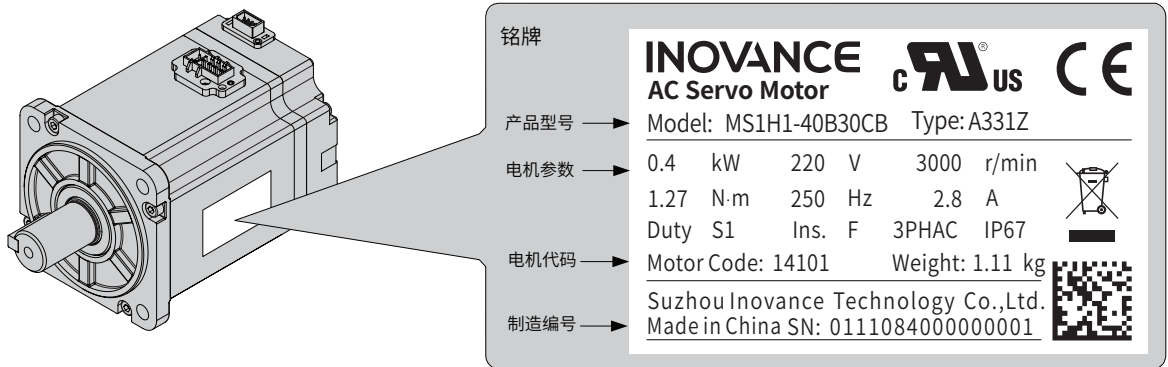 铭牌
INOVANCE
AC Servo Motor
C RU ® US CE
产品型号 Model: MS1H1-40B30CB Type: A331Z
电机参数 0.4 kW 220 V 3000 r/min
1.27 N·m 250 Hz 2.8 A
Duty S1 Ins. F 3PHAC IP67
电机代码 Motor Code: 14101 Weight: 1.11 kg
Suzhou Inovance Technology Co.,Ltd.
制造编号 Made in China SN: 0111084000000001